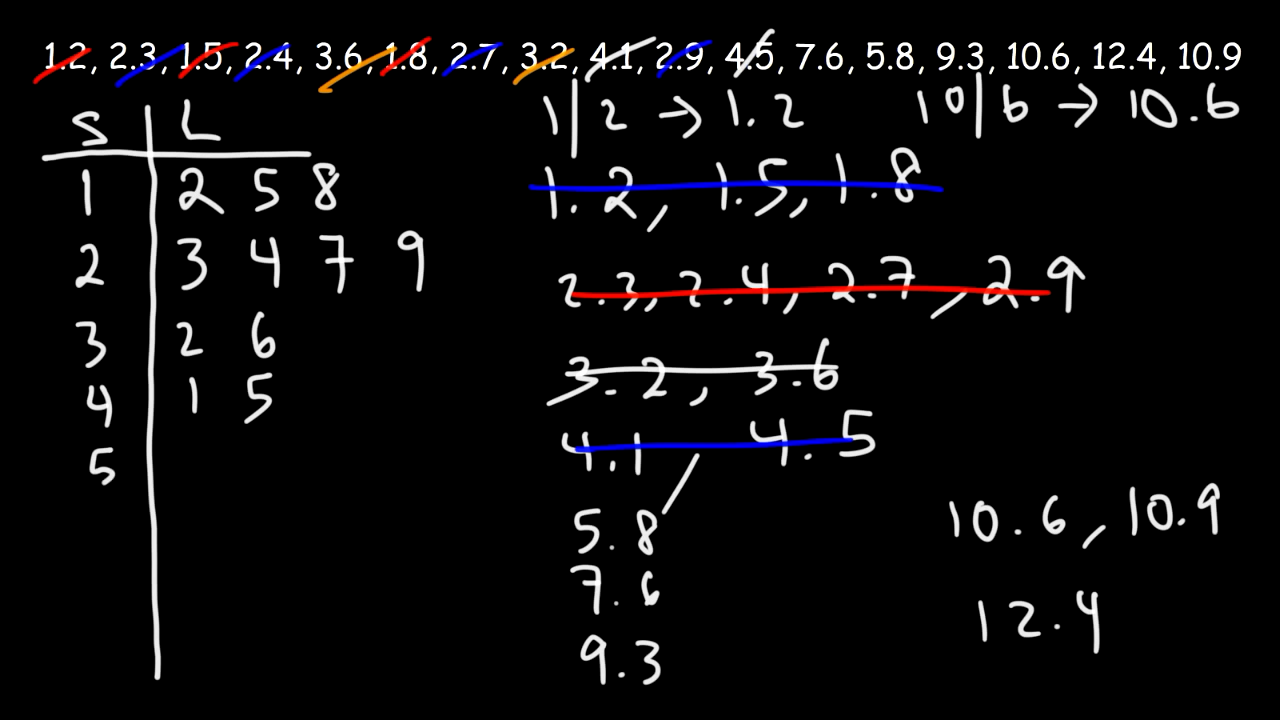 1.2, 2.3, 1.5, 2.4, 3.6, 1.8, 2.7, 3.2, 4.1, 2.9, 4.5, 7.6, 5.8, 9.3, 10.6, 12.4, 10.9
S | L
1 | 2 5 8
2 | 3 4 7 9
3 | 2 6
4 | 1 5
5 |
1|2 → 1.2
10|6 → 10.6
1.2, 1.5, 1.8
2.3, 2.4, 2.7, 2.9
3.2, 3.6
4.1, 4.5
5.8
7.6
9.3
10.6, 10.9
12.4